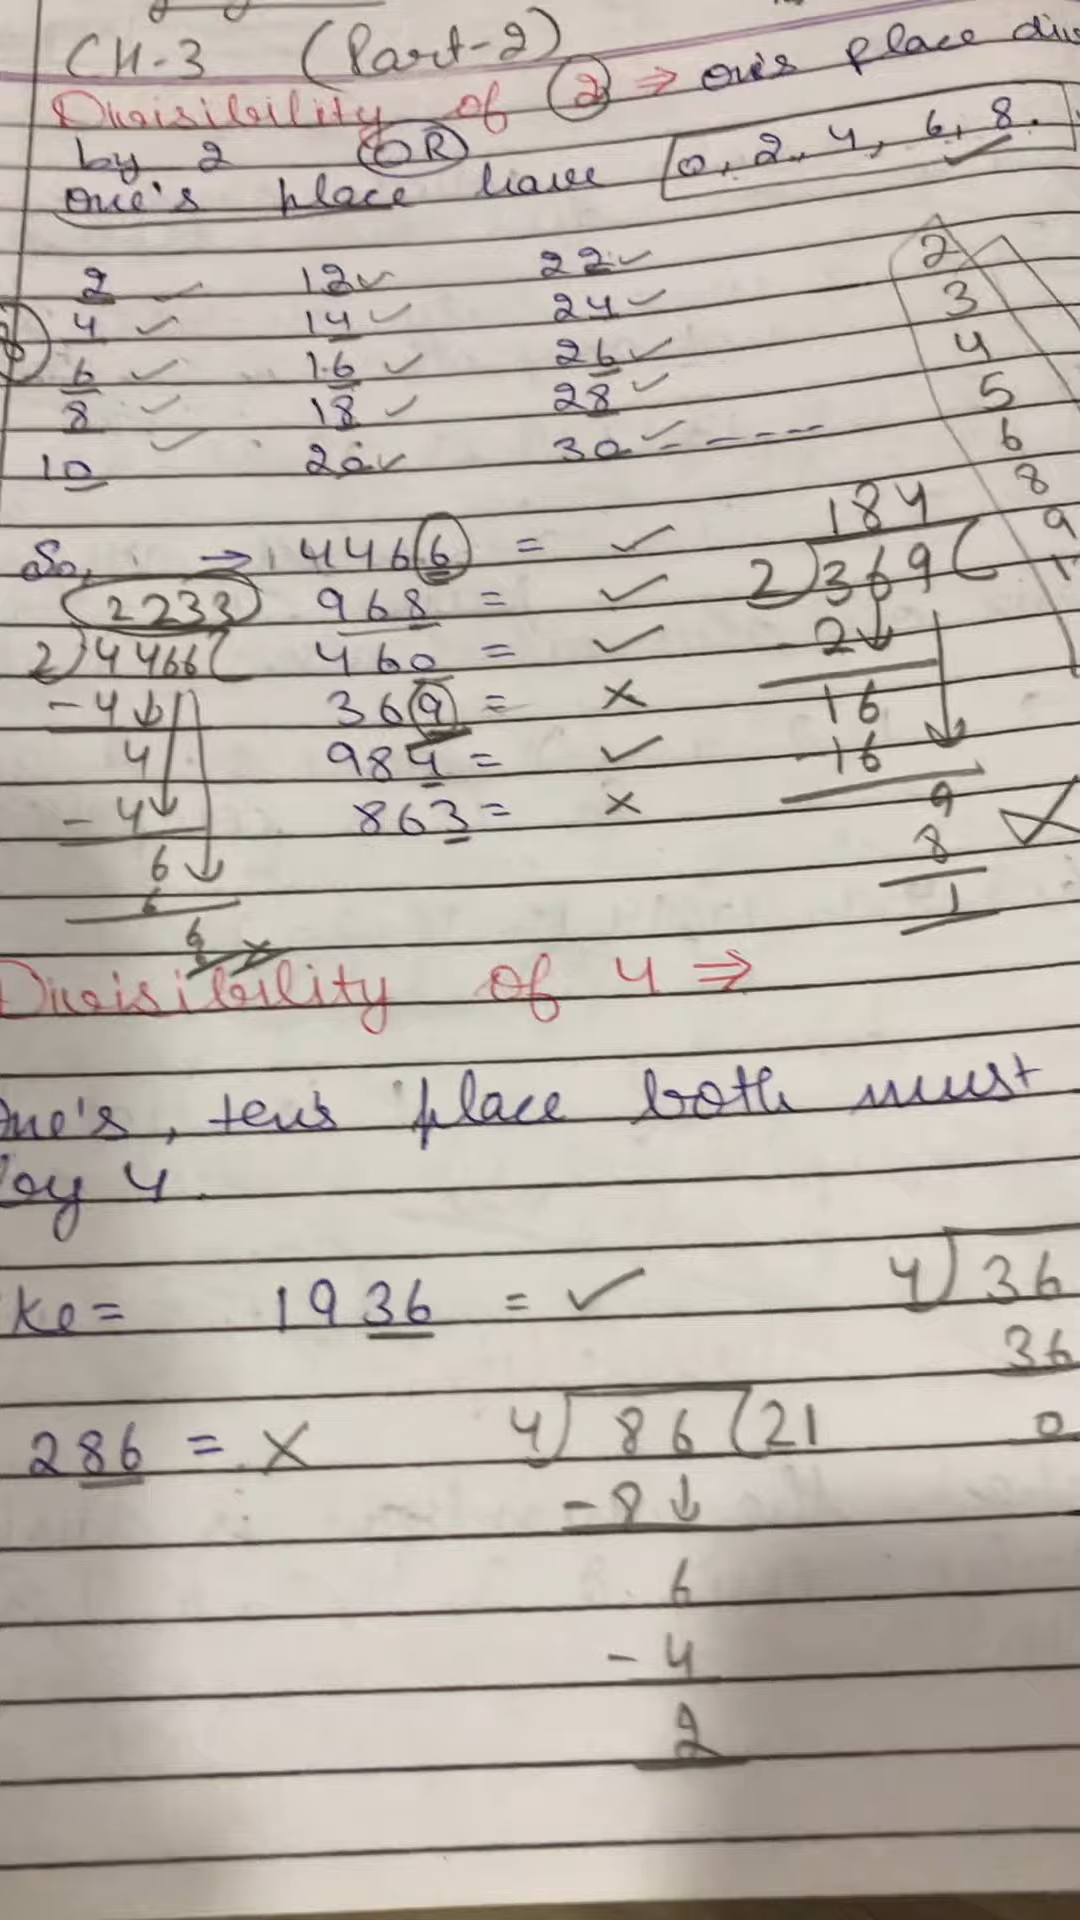 CH-3 (Part-2)
Divisibility of 2 ⇒ one's place
by 2 OR
one's place have 0, 2, 4, 6, 8.
2 ✓ 12 ✓ 22 ✓ 2
4 ✓ 14 ✓ 24 ✓ 3
6 ✓ 16 ✓ 26 ✓ 4
8 ✓ 18 ✓ 28 ✓ 5
10 ✓ 20 ✓ 30 ✓ - - - - - 6
8
9
So, → 4466 = ✓
968 = ✓
460 = ✓
369 = ×
984 = ✓
863 = ×
2233
2)4466(
- 4↓
4
- 4↓
6↓
6
6
184
2)369(
2↓
16
16
9
8
1
×
Divisibility of 4 ⇒
tens place both must
by 4.
1936 = ✓
4)36
36
0
286 = ×
4)86(21
- 8↓
6
- 4
2